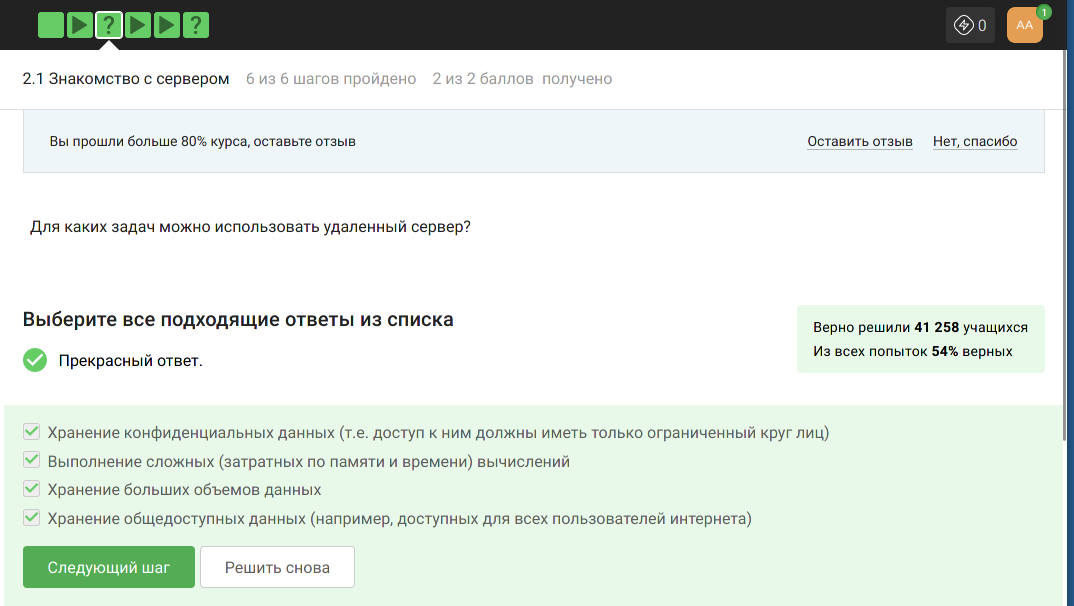 ?
?
0
AA
1
2.1 Знакомство с сервером 6 из 6 шагов пройдено 2 из 2 баллов получено
Вы прошли больше 80% курса, оставьте отзыв Оставить отзыв Нет, спасибо
Для каких задач можно использовать удаленный сервер?
Выберите все подходящие ответы из списка
Верно решили 41 258 учащихся
Из всех попыток 54% верных
Прекрасный ответ.
Хранение конфиденциальных данных (т.е. доступ к ним должны иметь только ограниченный круг лиц)
Выполнение сложных (затратных по памяти и времени) вычислений
Хранение больших объемов данных
Хранение общедоступных данных (например, доступных для всех пользователей интернета)
Следующий шаг Решить снова